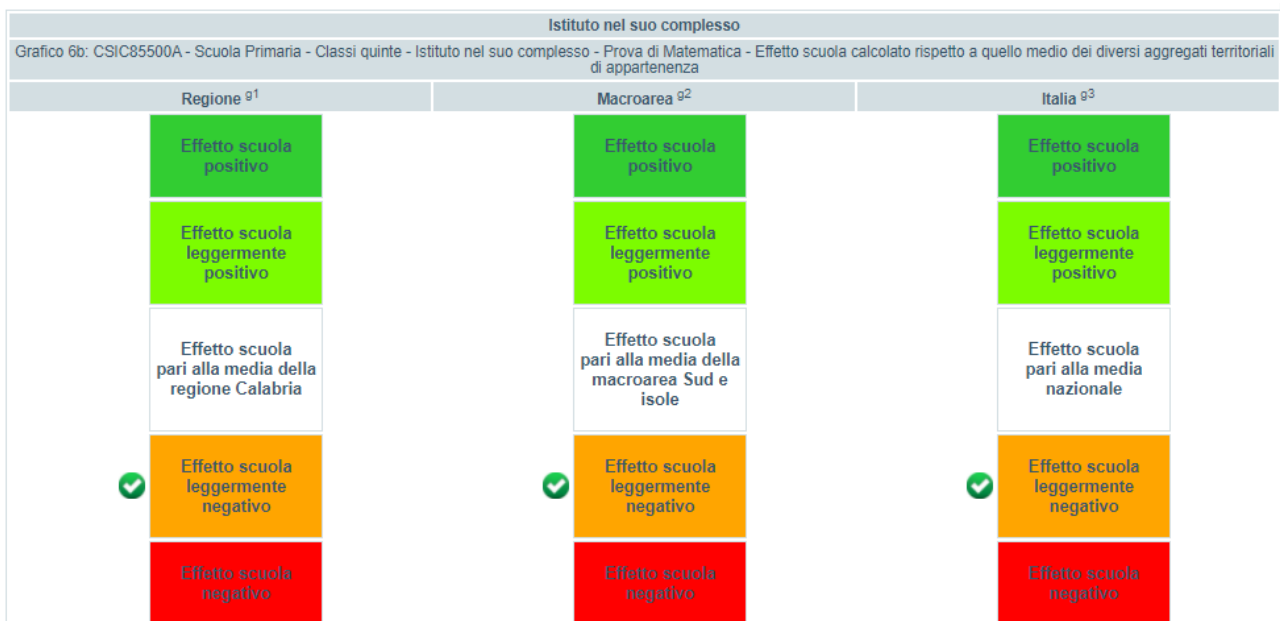 Istituto nel suo complesso
Grafico 6b: CSIC85500A - Scuola Primaria - Classi quinte - Istituto nel suo complesso - Prova di Matematica - Effetto scuola calcolato rispetto a quello medio dei diversi aggregati territoriali
di appartenenza
Regione g1
Macroarea g2
Italia g3
Effetto scuola
positivo
Effetto scuola
positivo
Effetto scuola
positivo
Effetto scuola
leggermente
positivo
Effetto scuola
leggermente
positivo
Effetto scuola
leggermente
positivo
Effetto scuola
pari alla media della
regione Calabria
Effetto scuola
pari alla media della
macroarea Sud e
isole
Effetto scuola
pari alla media
nazionale
Effetto scuola
leggermente
negativo
Effetto scuola
leggermente
negativo
Effetto scuola
leggermente
negativo
Effetto scuola
negativo
Effetto scuola
negativo
Effetto scuola
negativo